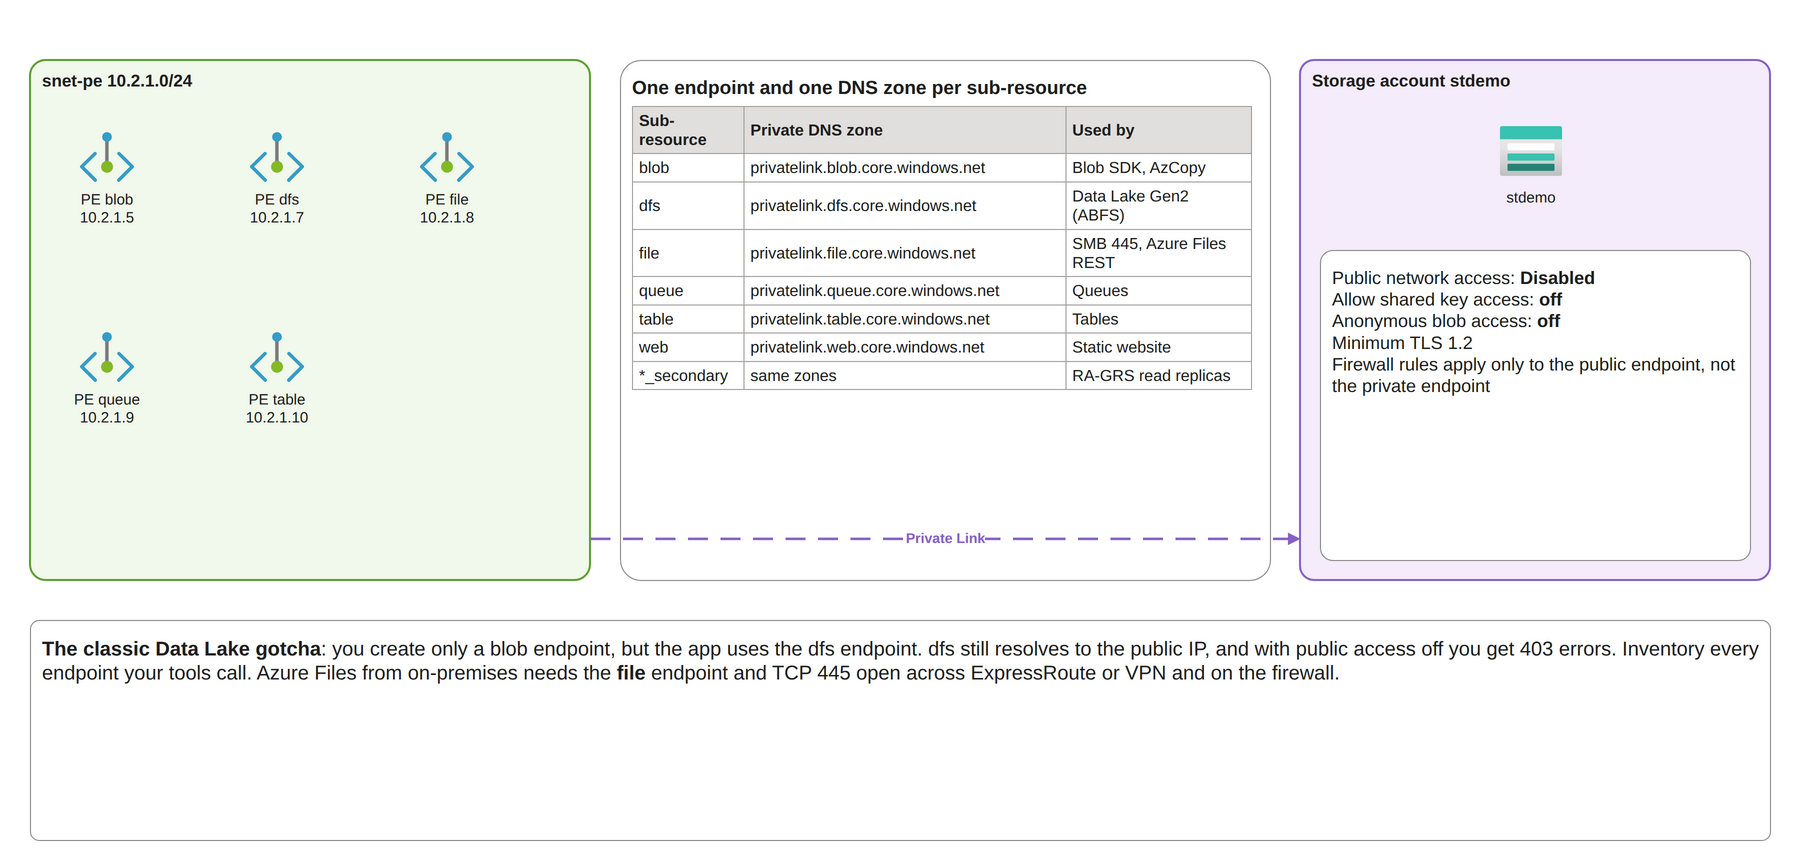 snet-pe 10.2.1.0/24
PE blob
10.2.1.5
PE dfs
10.2.1.7
PE file
10.2.1.8
PE queue
10.2.1.9
PE table
10.2.1.10
One endpoint and one DNS zone per sub-resource
Sub-resource Private DNS zone Used by
blob privatelink.blob.core.windows.net Blob SDK, AzCopy
dfs privatelink.dfs.core.windows.net Data Lake Gen2 (ABFS)
file privatelink.file.core.windows.net SMB 445, Azure Files REST
queue privatelink.queue.core.windows.net Queues
table privatelink.table.core.windows.net Tables
web privatelink.web.core.windows.net Static website
*_secondary same zones RA-GRS read replicas
Private Link
Storage account stdemo
stdemo
Public network access: Disabled
Allow shared key access: off
Anonymous blob access: off
Minimum TLS 1.2
Firewall rules apply only to the public endpoint, not
the private endpoint
The classic Data Lake gotcha: you create only a blob endpoint, but the app uses the dfs endpoint. dfs still resolves to the public IP, and with public access off you get 403 errors. Inventory every
endpoint your tools call. Azure Files from on-premises needs the file endpoint and TCP 445 open across ExpressRoute or VPN and on the firewall.